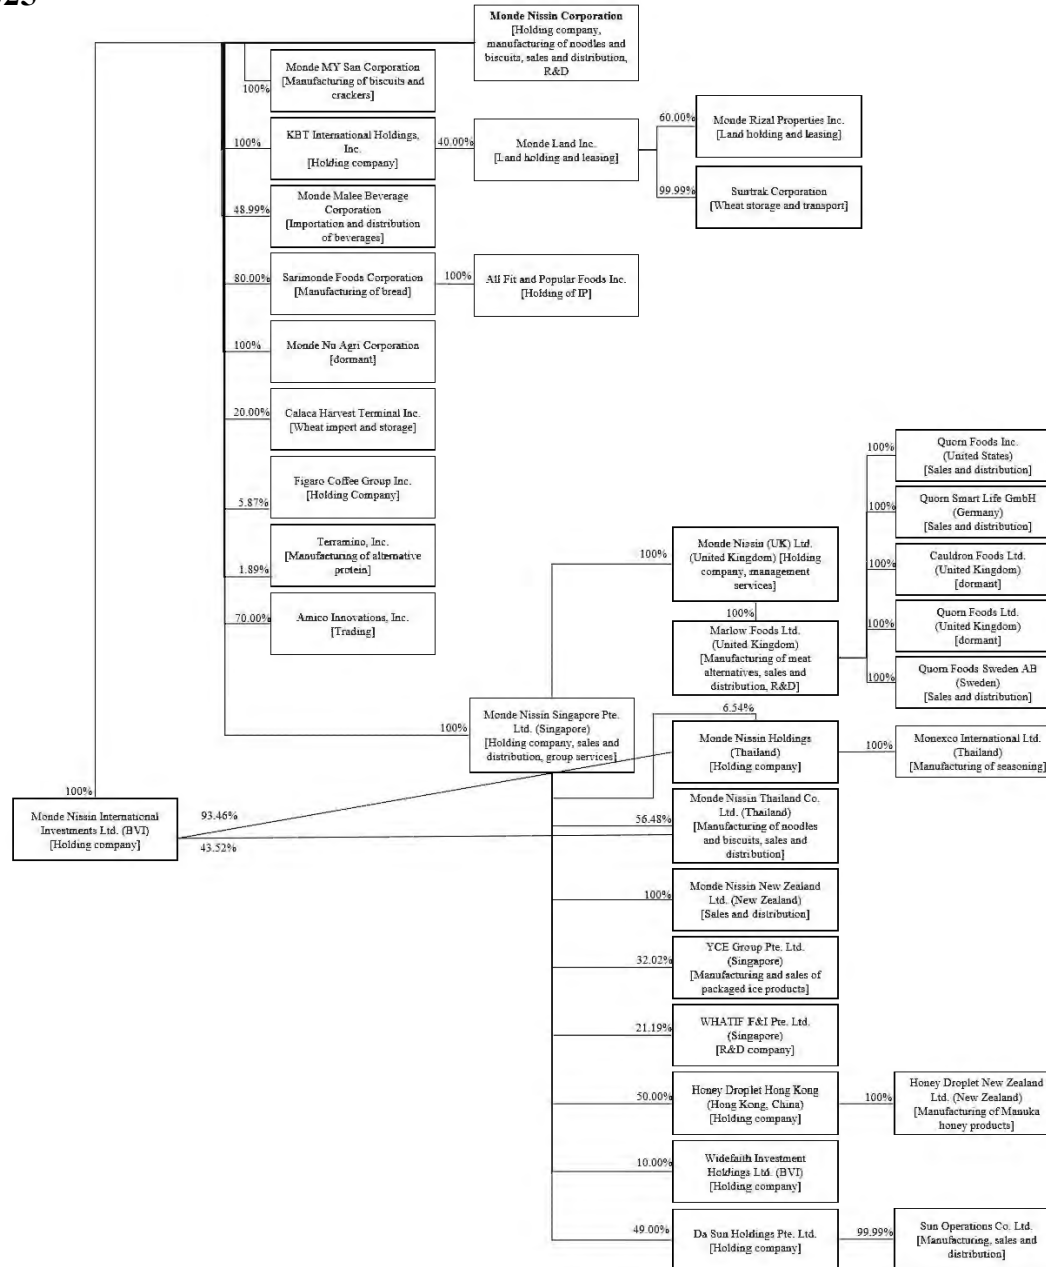 Monde Nissin Corporation
[Holding company,
manufacturing of noodles and
biscuits, sales and distribution,
R&D
100%
Monde MY San Corporation
[Manufacturing of biscuits and
crackers]
100%
KBT International Holdings,
Inc.
[Holding company]
40.00%
Monde Land Inc.
[Land holding and leasing]
60.00%
Monde Rizal Properties Inc.
[Land holding and leasing]
99.99%
Suntrak Corporation
[Wheat storage and transport]
48.99%
Monde Malee Beverage
Corporation
[Importation and distribution
of beverages]
80.00%
Sarimonde Foods Corporation
[Manufacturing of bread]
100%
All Fit and Popular Foods Inc.
[Holding of IP]
100%
Monde Nu Agri Corporation
[dormant]
20.00%
Calaca Harvest Terminal Inc.
[Wheat import and storage]
5.87%
Figaro Coffee Group Inc.
[Holding Company]
1.89%
Terramino, Inc.
[Manufacturing of alternative
protein]
70.00%
Amico Innovations, Inc.
[Trading]
100%
Monde Nissin Singapore Pte.
Ltd. (Singapore)
[Holding company, sales and
distribution, group services]
100%
Monde Nissin (UK) Ltd.
(United Kingdom) [Holding
company, management
services]
100%
Marlow Foods Ltd.
(United Kingdom)
[Manufacturing of meat
alternatives, sales and
distribution, R&D]
100%
Quorn Foods Inc.
(United States)
[Sales and distribution]
100%
Quorn Smart Life GmbH
(Germany)
[Sales and distribution]
100%
Cauldron Foods Ltd.
(United Kingdom)
[dormant]
100%
Quorn Foods Ltd.
(United Kingdom)
[dormant]
100%
Quorn Foods Sweden AB
(Sweden)
[Sales and distribution]
6.54%
Monde Nissin Holdings
(Thailand)
[Holding company]
100%
Monexco International Ltd.
(Thailand)
[Manufacturing of seasoning]
100%
Monde Nissin International
Investments Ltd. (BVI)
[Holding company]
93.46%
43.52%
56.48%
Monde Nissin Thailand Co.
Ltd. (Thailand)
[Manufacturing of noodles
and biscuits, sales and
distribution]
100%
Monde Nissin New Zealand
Ltd. (New Zealand)
[Sales and distribution]
32.02%
YCE Group Pte. Ltd.
(Singapore)
[Manufacturing and sales of
packaged ice products]
21.19%
WHATIF F&I Pte. Ltd.
(Singapore)
[R&D company]
50.00%
Honey Droplet Hong Kong
(Hong Kong, China)
[Holding company]
100%
Honey Droplet New Zealand
Ltd. (New Zealand)
[Manufacturing of Manuka
honey products]
10.00%
Widefaith Investment
Holdings Ltd. (BVI)
[Holding company]
49.00%
Da Sun Holdings Pte. Ltd.
[Holding company]
99.99%
Sun Operations Co. Ltd.
[Manufacturing, sales and
distribution]